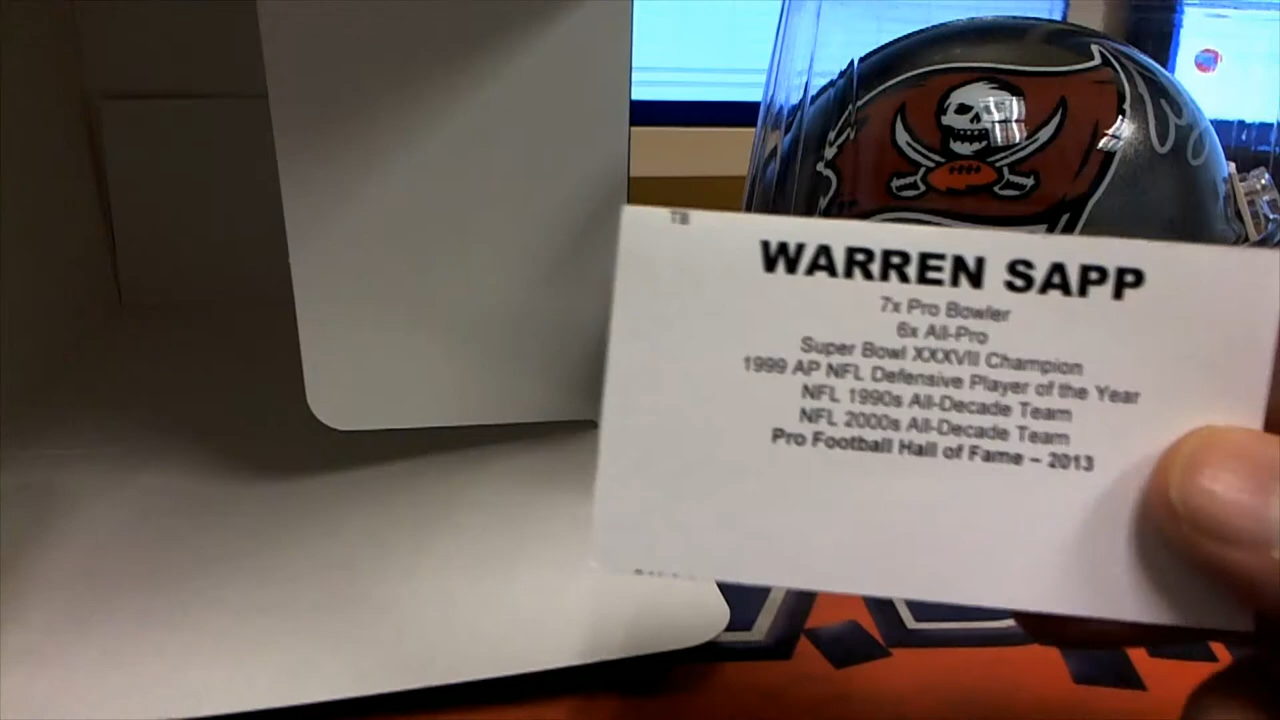 TB
WARREN SAPP
7x Pro Bowler
6x All-Pro
Super Bowl XXXVII Champion
1999 AP NFL Defensive Player of the Year
NFL 1990s All-Decade Team
NFL 2000s All-Decade Team
Pro Football Hall of Fame – 2013